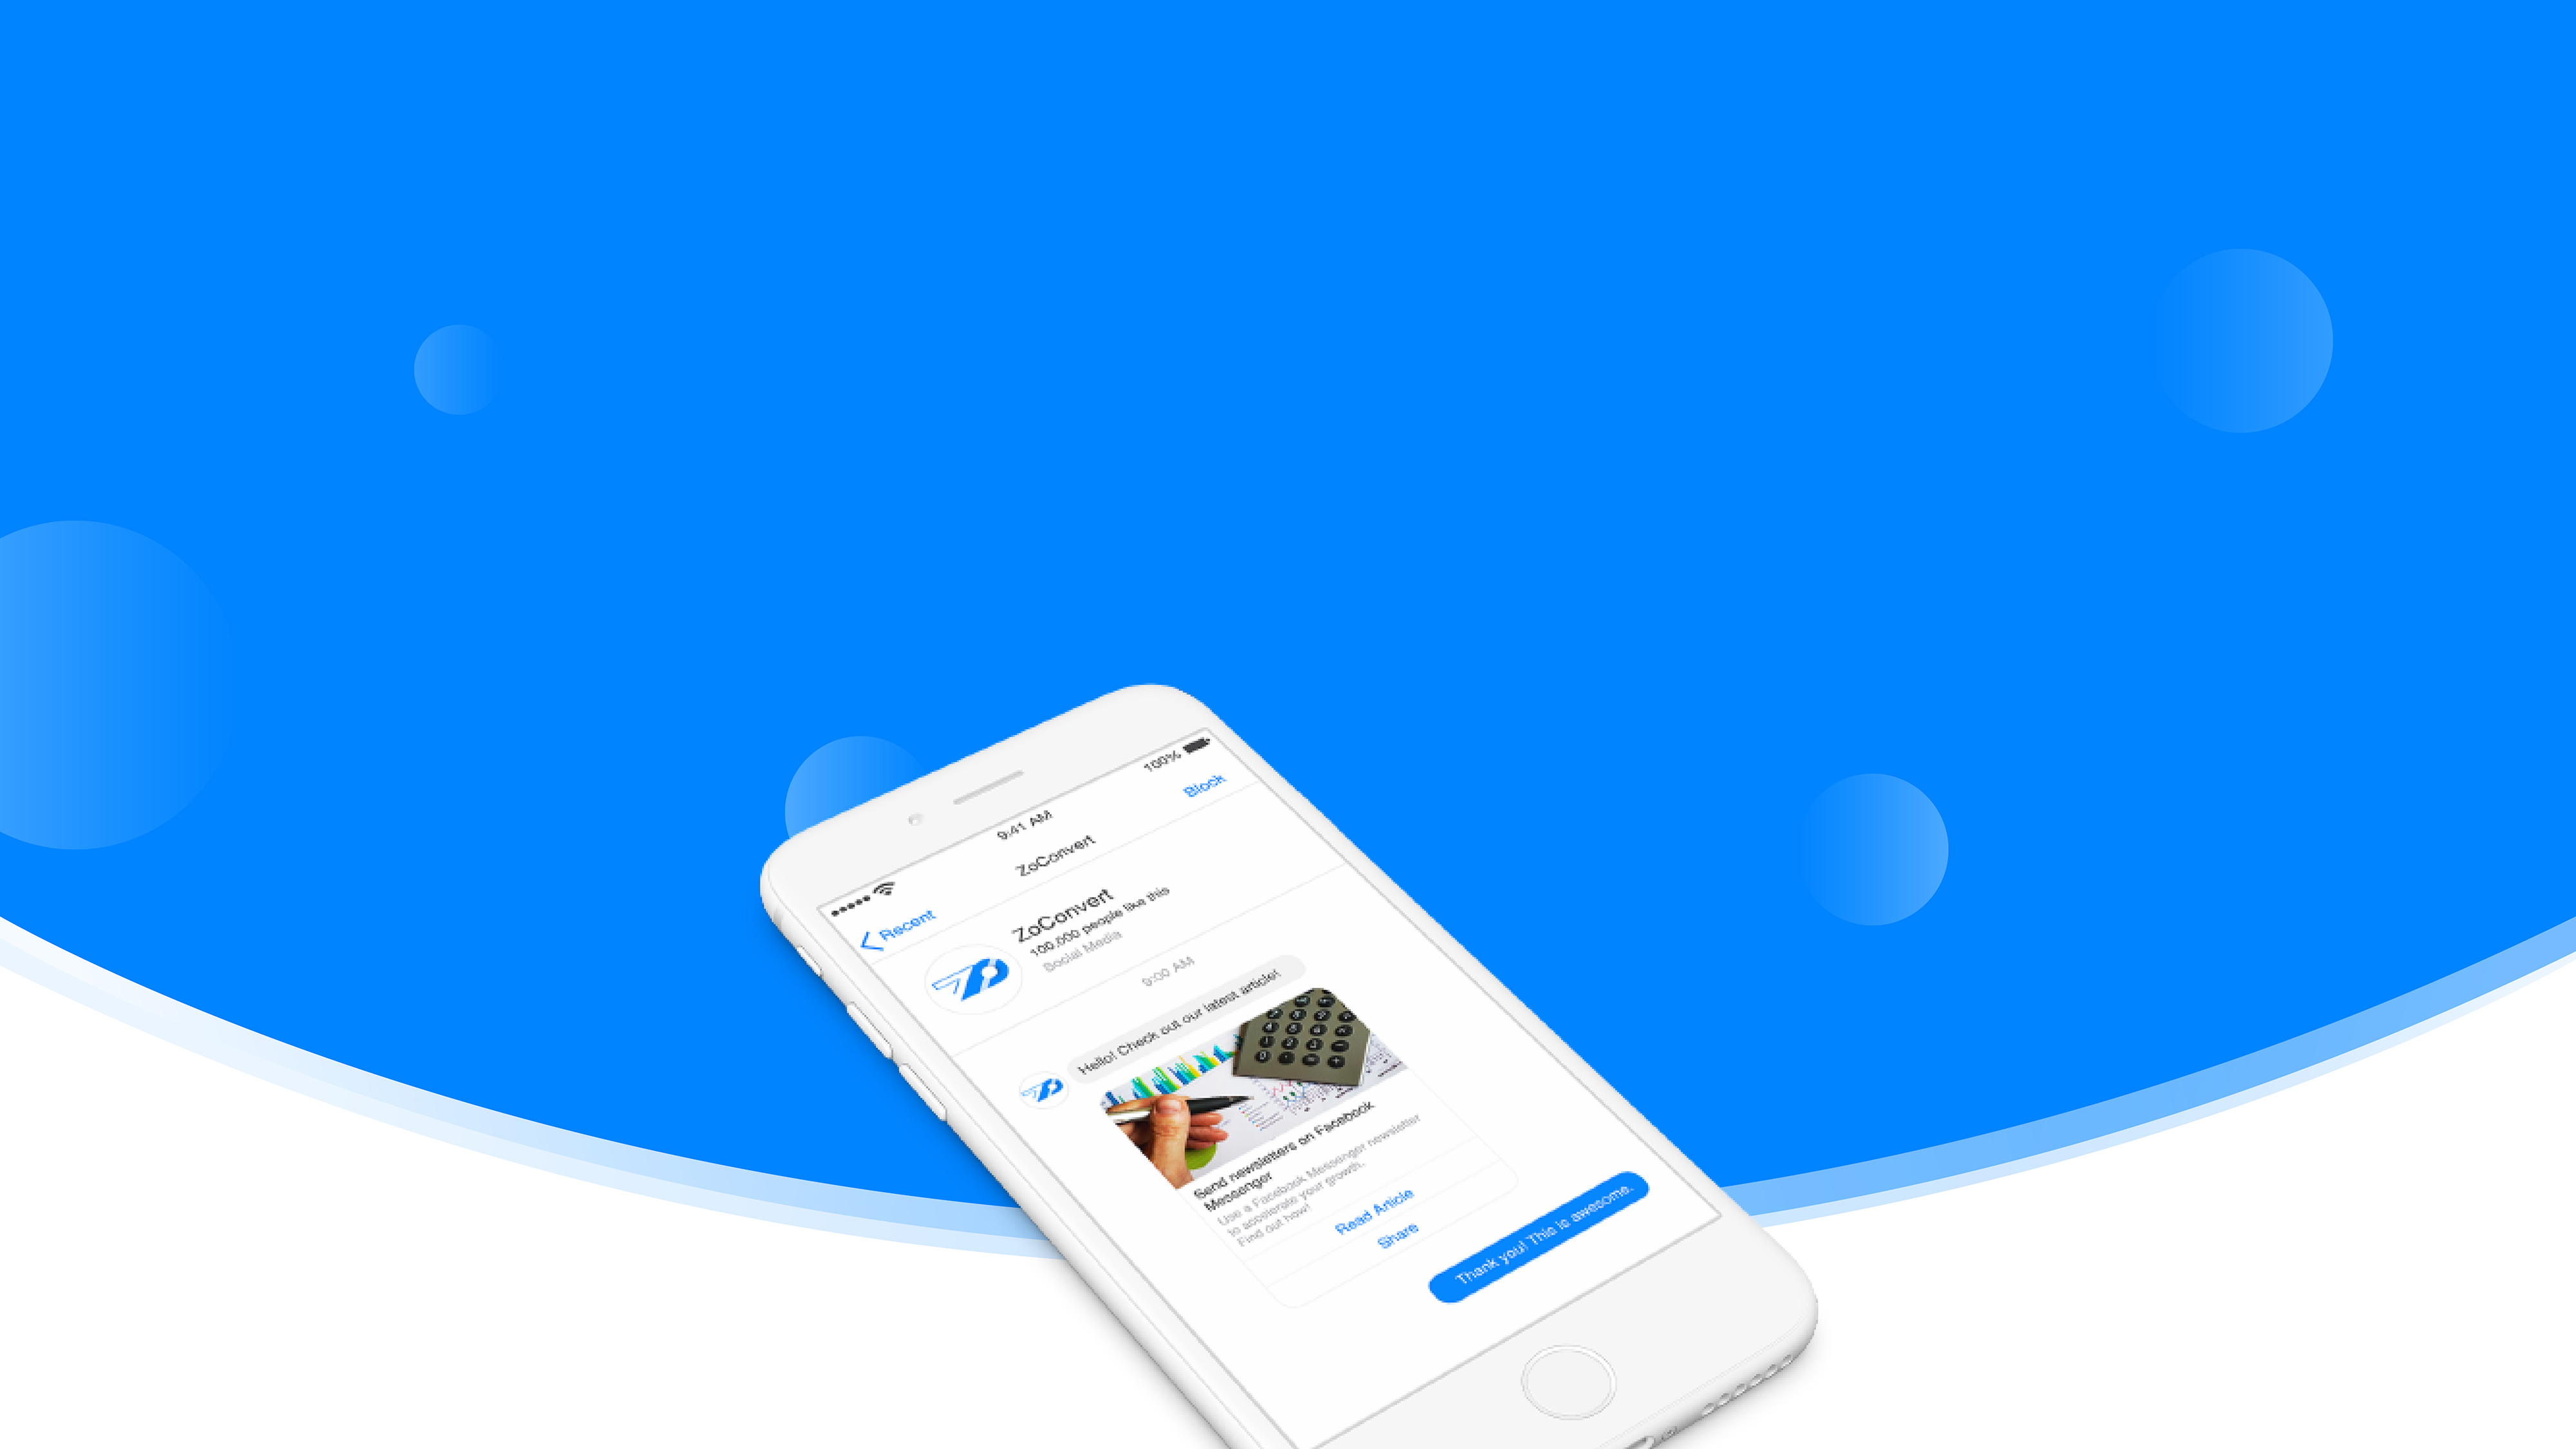 9:41 AM
100%
Recent
ZoConvert
Block
ZoConvert
100,000 people like this
Social Media
9:00 AM
Hello! Check out our latest article!
Send newsletters on Facebook
Messenger
Use a Facebook Messenger newsletter
to accelerate your growth.
Find out how!
Read Article
Share
Thank you! This is awesome.